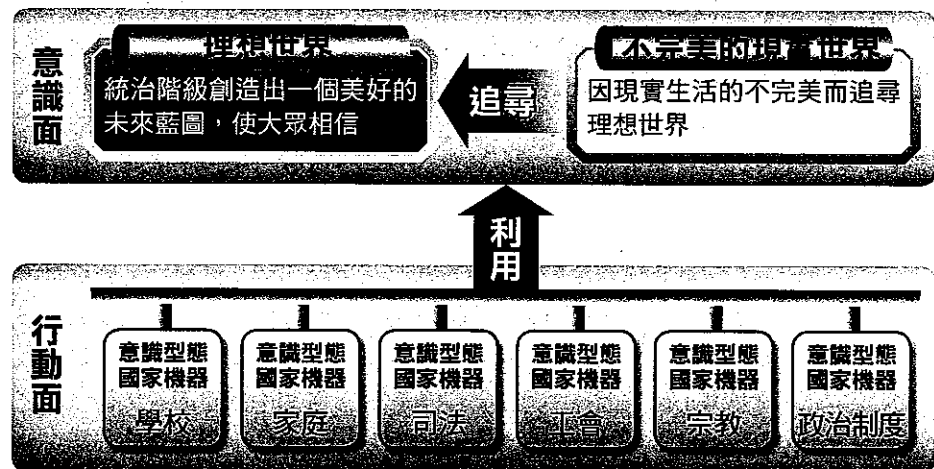 意識面
理想世界
統治階級創造出一個美好的
未來藍圖，使大眾相信
追尋
不完美的現實世界
因現實生活的不完美而追尋
理想世界
利用
行動面
意識型態
國家機器
學校
意識型態
國家機器
家庭
意識型態
國家機器
司法
意識型態
國家機器
工會
意識型態
國家機器
宗教
意識型態
國家機器
政治制度